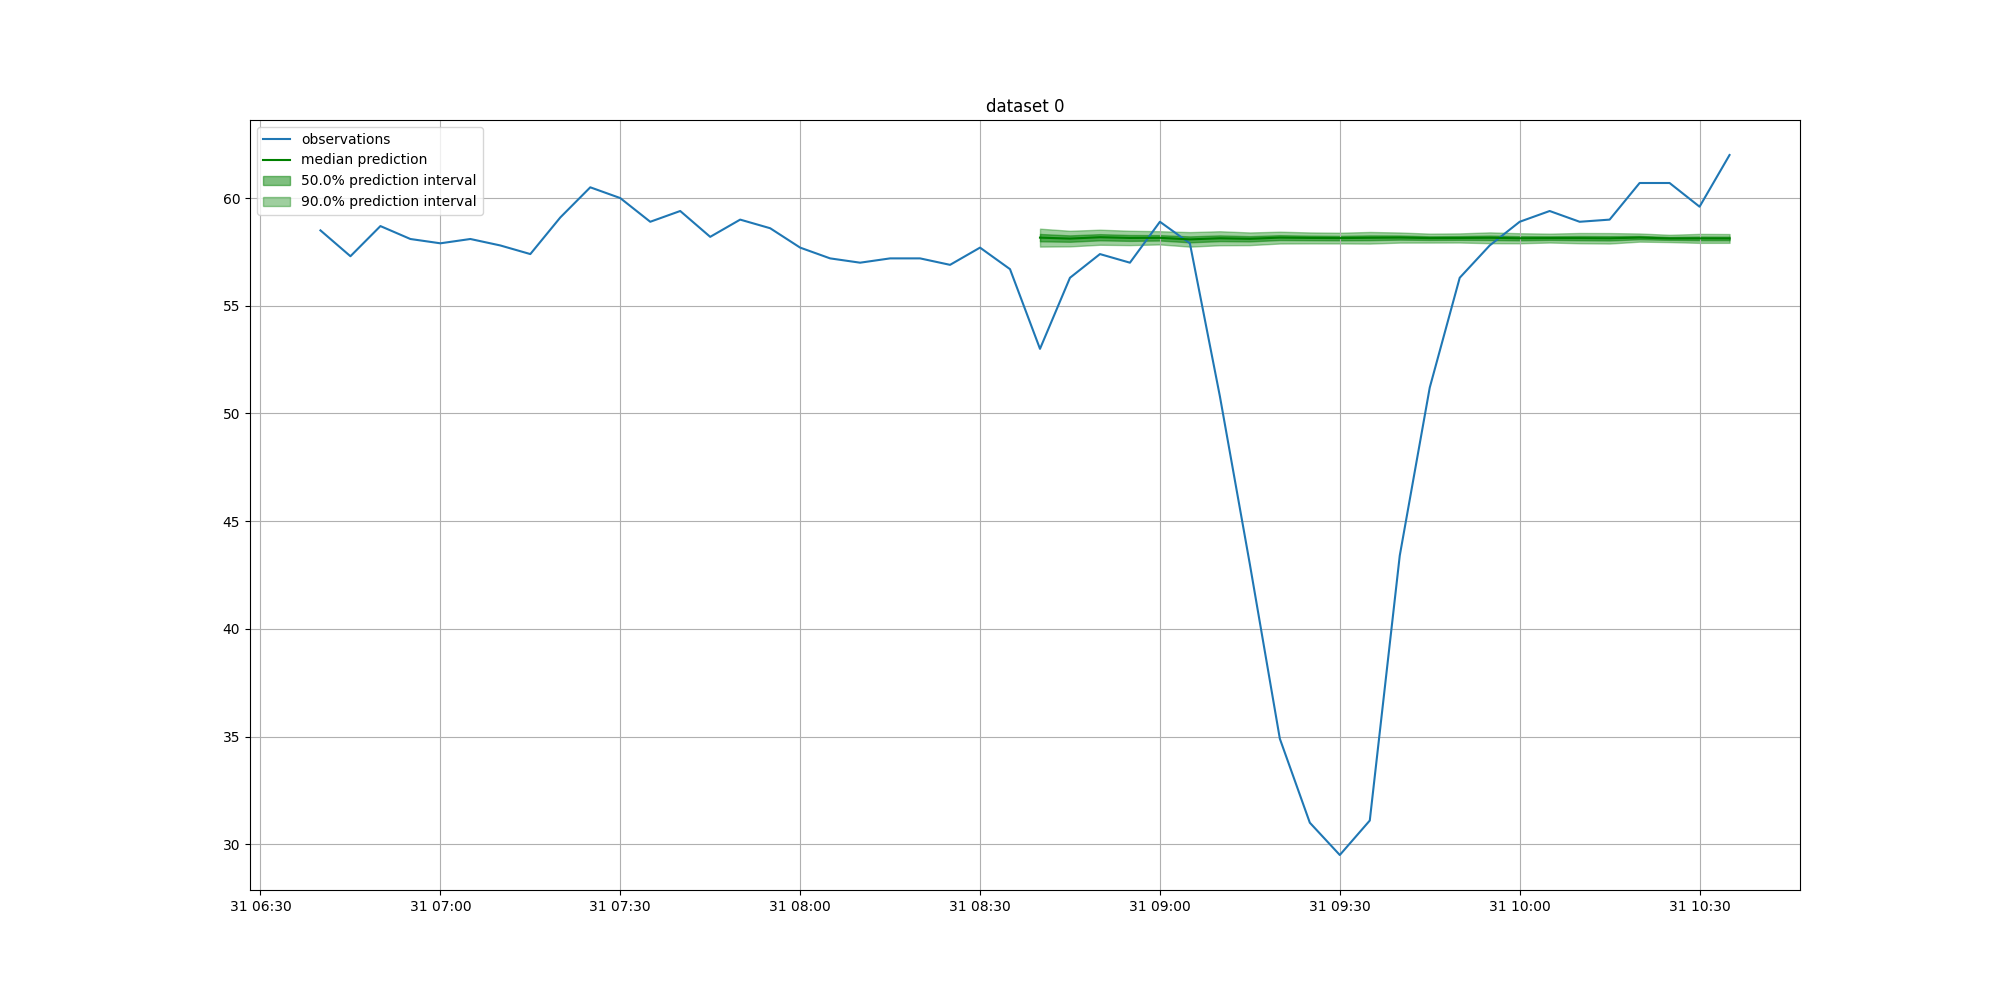 dataset 0
observations
median prediction
50.0% prediction interval
90.0% prediction interval
60
55
50
45
40
35
30
31 06:30 31 07:00 31 07:30 31 08:00 31 08:30 31 09:00 31 09:30 31 10:00 31 10:30